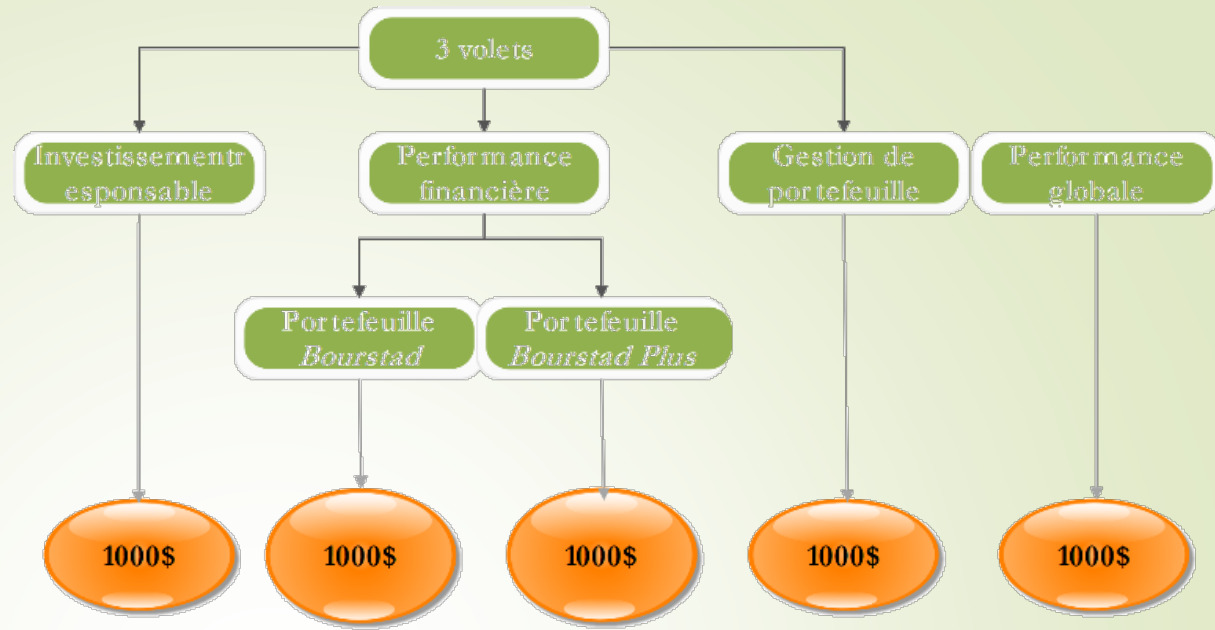 3 volets
Investissementr
esponsable
Performance
financière
Gestion de
portefeuille
Performance
globale
Portefeuille
Bourstad
Portefeuille
Bourstad Plus
1000$
1000$
1000$
1000$
1000$